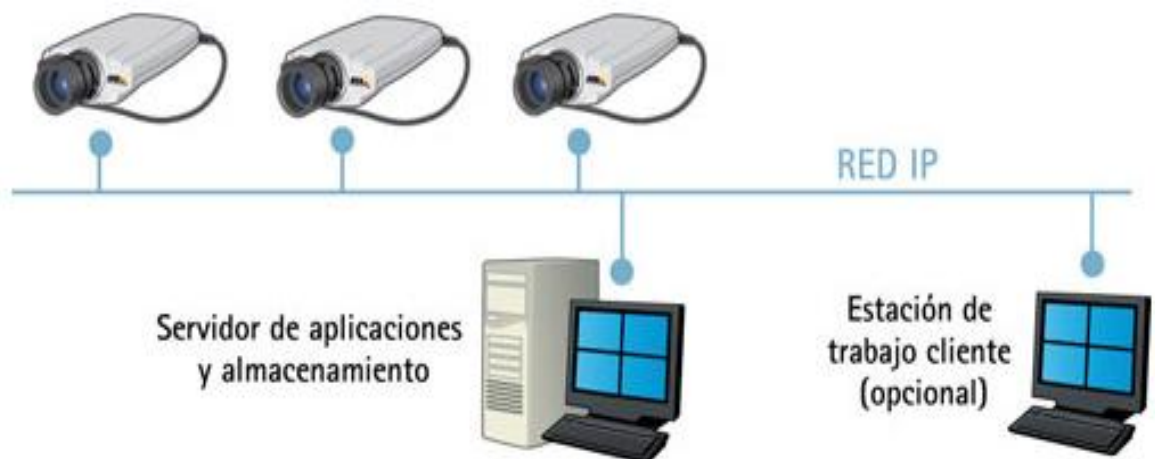 RED IP
Servidor de aplicaciones
y almacenamiento
Estación de
trabajo cliente
(opcional)